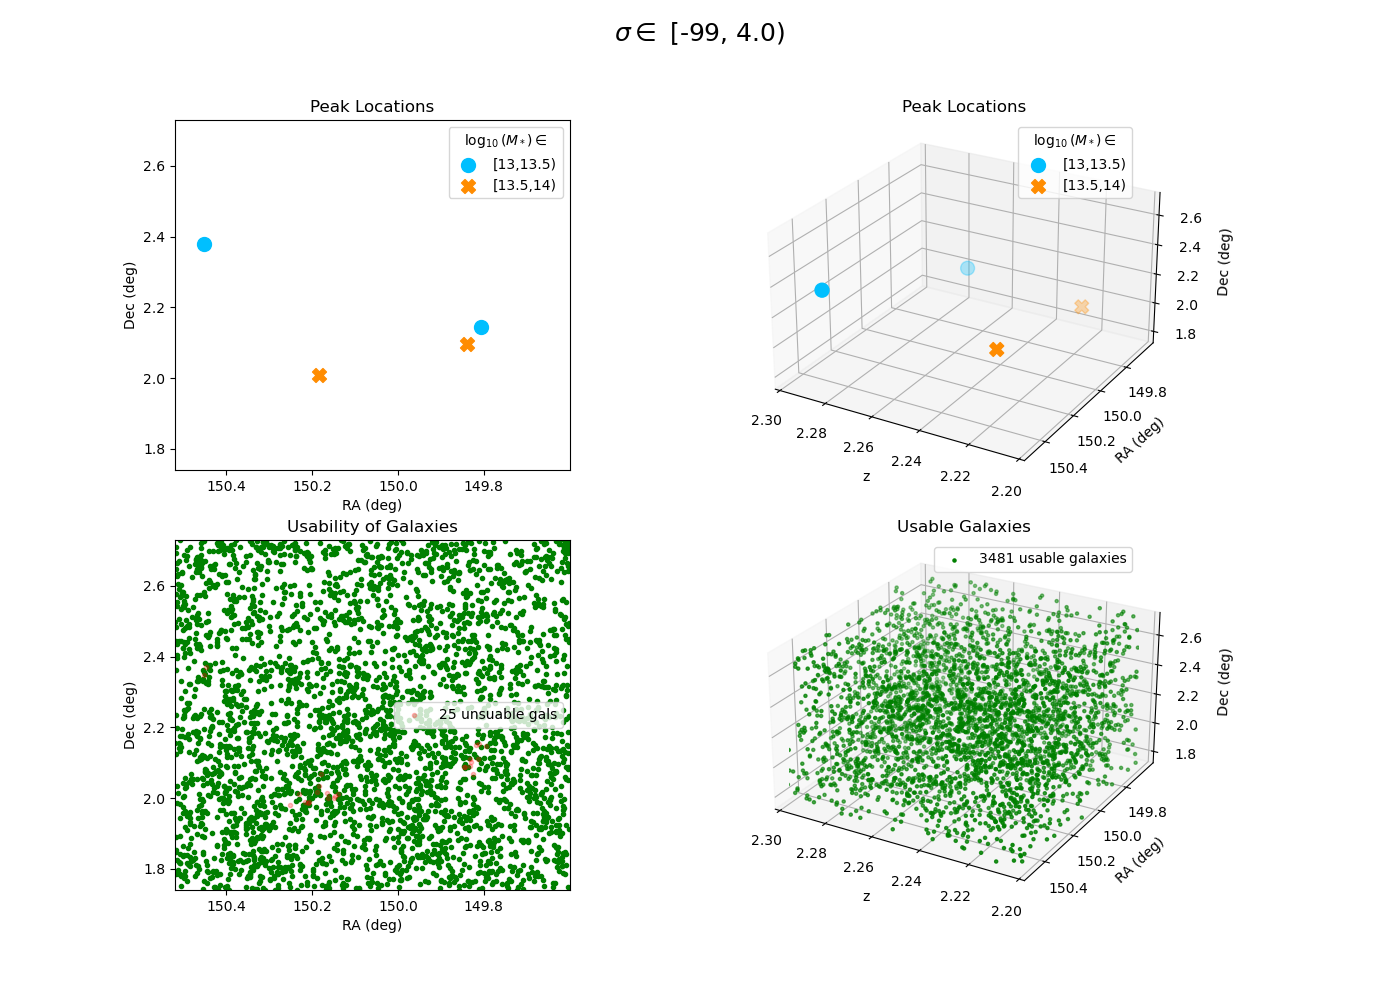 σ ∈ [-99, 4.0)
Peak Locations
log₁₀(M*) ∈
[13,13.5)
[13.5,14)
2.6
2.4
2.2
2.0
1.8
Dec (deg)
150.4 150.2 150.0 149.8
RA (deg)
Peak Locations
log₁₀(M*) ∈
[13,13.5)
[13.5,14)
2.6
2.4
2.2
2.0
1.8
Dec (deg)
149.8
150.0
150.2
150.4
RA (deg)
2.30
2.28
2.26
2.24
2.22
2.20
z
Usability of Galaxies
25 unsuable gals
2.6
2.4
2.2
2.0
1.8
Dec (deg)
150.4 150.2 150.0 149.8
RA (deg)
Usable Galaxies
3481 usable galaxies
2.6
2.4
2.2
2.0
1.8
Dec (deg)
149.8
150.0
150.2
150.4
RA (deg)
2.30
2.28
2.26
2.24
2.22
2.20
z